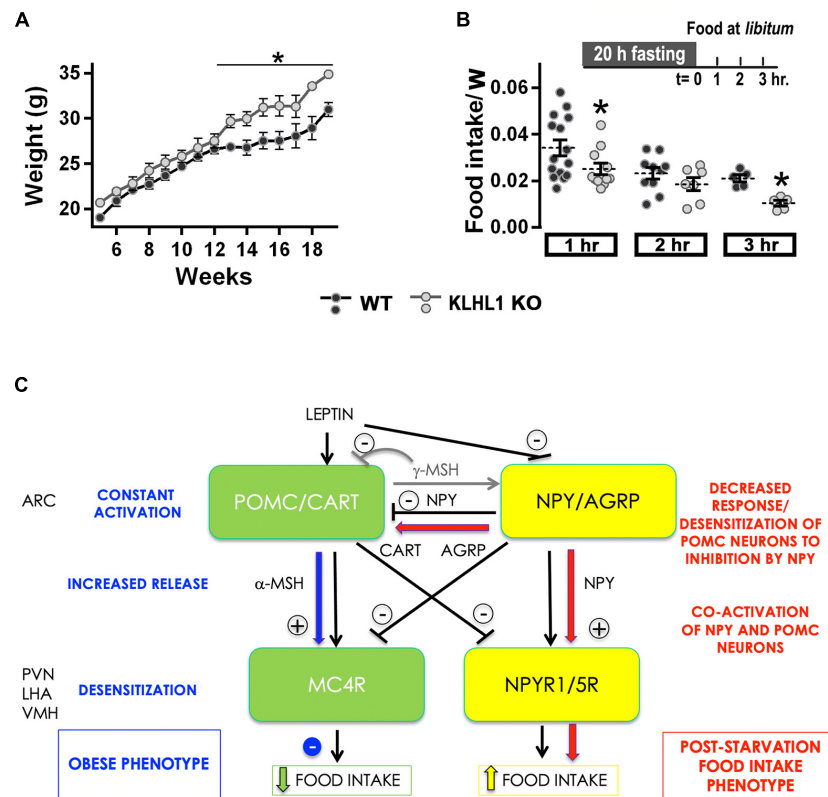 A
Weight (g)
35
30
25
20
*
6 8 10 12 14 16 18
Weeks
B
Food at libitum
20 h fasting
t= 0 1 2 3 hr.
Food intake/w
0.06
0.04
0.02
0.00
*
*
1 hr 2 hr 3 hr
WT KLHL1 KO
C
LEPTIN
-
-
γ-MSH
ARC
CONSTANT
ACTIVATION
POMC/CART
- NPY
NPY/AGRP
DECREASED
RESPONSE/
DESENSITIZATION OF
POMC NEURONS TO
INHIBITION BY NPY
CART AGRP
INCREASED RELEASE
α-MSH
NPY
+
-
-
+
CO-ACTIVATION
OF NPY AND POMC
NEURONS
PVN
LHA
VMH
DESENSITIZATION
MC4R
NPYR1/5R
-
OBESE PHENOTYPE
FOOD INTAKE
FOOD INTAKE
POST-STARVATION
FOOD INTAKE
PHENOTYPE